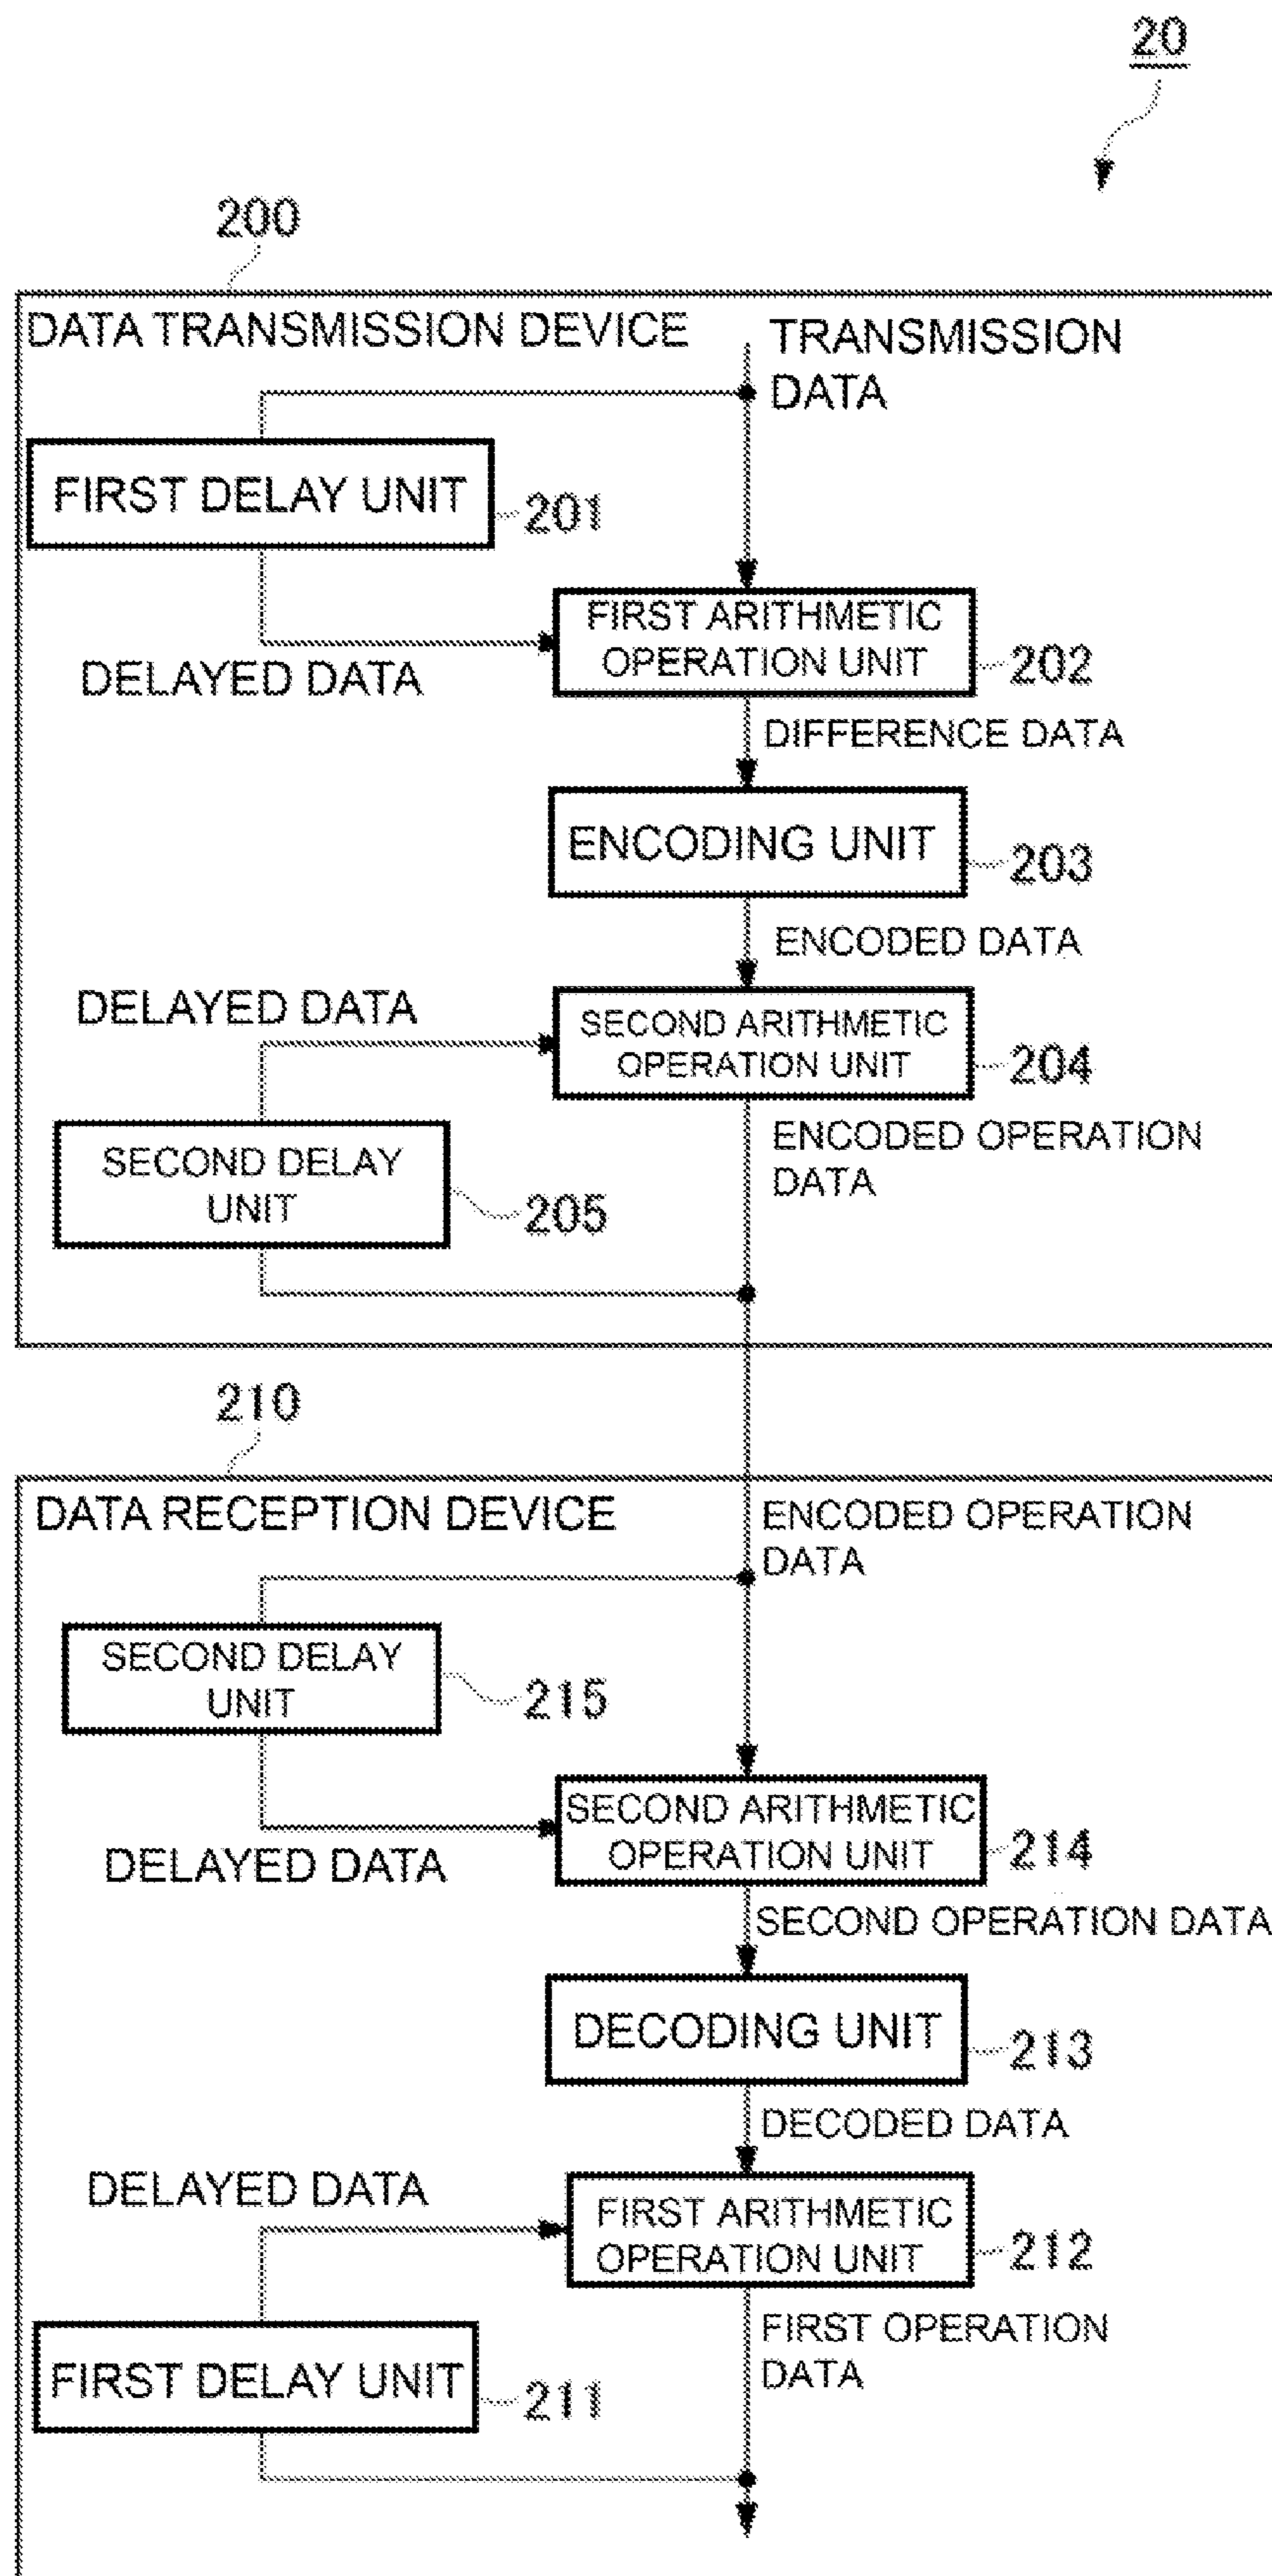 20
200
DATA TRANSMISSION DEVICE
TRANSMISSION
DATA
FIRST DELAY UNIT
201
FIRST ARITHMETIC
OPERATION UNIT
202
DELAYED DATA
DIFFERENCE DATA
ENCODING UNIT
203
ENCODED DATA
DELAYED DATA
SECOND ARITHMETIC
OPERATION UNIT
204
ENCODED OPERATION
DATA
SECOND DELAY
UNIT
205
210
DATA RECEPTION DEVICE
ENCODED OPERATION
DATA
SECOND DELAY
UNIT
215
SECOND ARITHMETIC
OPERATION UNIT
214
DELAYED DATA
SECOND OPERATION DATA
DECODING UNIT
213
DECODED DATA
DELAYED DATA
FIRST ARITHMETIC
OPERATION UNIT
212
FIRST OPERATION
DATA
FIRST DELAY UNIT
211